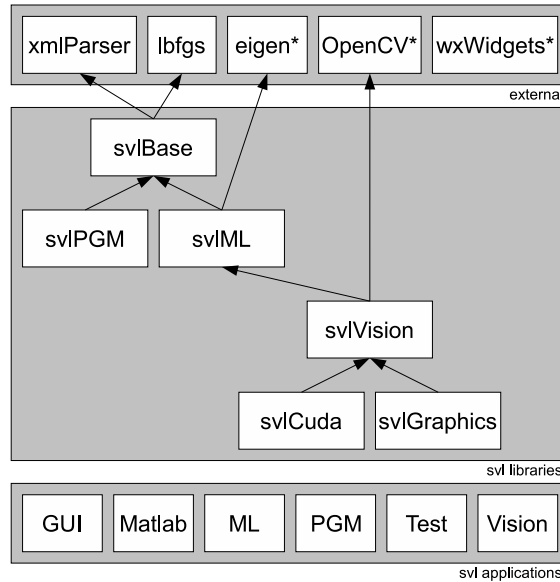 xmlParser lbfgs eigen* OpenCV* wxWidgets*
external
svlBase
svlPGM svlML
svlVision
svlCuda svlGraphics
svl libraries
GUI Matlab ML PGM Test Vision
svl applications